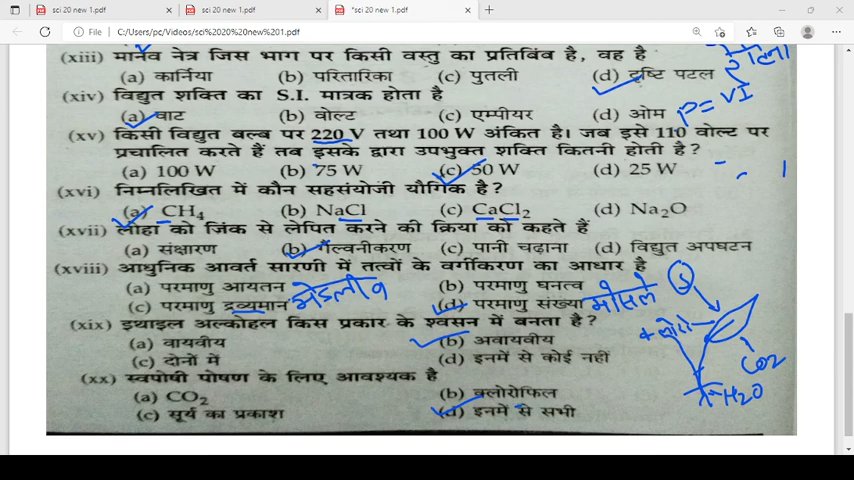 sci 20 new 1.pdf
sci 20 new 1.pdf
*sci 20 new 1.pdf
File | C:/Users/pc/Videos/sci%2020%20new%201.pdf
(xiii) मानव नेत्र जिस भाग पर किसी वस्तु का प्रतिविंव है, वह है
(a) कार्निया (b) परितारिका (c) पुतली (d) दृष्टि पटल
(xiv) विद्युत शक्ति का S.I. मात्रक होता है
(a) वाट (b) वोल्ट (c) एम्पीयर (d) ओम
P = VI
(xv) किसी विद्युत बल्ब पर 220 V तथा 100 W अंकित है। जब इसे 110 वोल्ट पर
प्रचालित करते हैं तब इसके द्वारा उपभुक्त शक्ति कितनी होती है?
(a) 100 W (b) 75 W (c) 50 W (d) 25 W
(xvi) निम्नलिखित में कौन सहसंयोजी यौगिक है?
(a) CH₄ (b) NaCl (c) CaCl₂ (d) Na₂O
(xvii) लोहा को जिंक से लेपित करने की क्रिया को कहते हैं
(a) संक्षारण (b) गैल्वनीकरण (c) पानी चढ़ाना (d) विद्युत अपघटन
(xviii) आधुनिक आवर्त सारणी में तत्वों के वर्गीकरण का आधार है
(a) परमाणु आयतन (b) परमाणु घनत्व
(c) परमाणु द्रव्यमान (d) परमाणु संख्या मोसले
(xix) इथाइल अल्कोहल किस प्रकार के श्वसन में बनता है?
(a) वायवीय (b) अवायवीय
(c) दोनों में (d) इनमें से कोई नहीं
CO2
(xx) स्वपोषी पोषण के लिए आवश्यक है
(a) CO₂ (b) क्लोरोफिल
H2O
(c) सूर्य का प्रकाश (d) इनमें से सभी